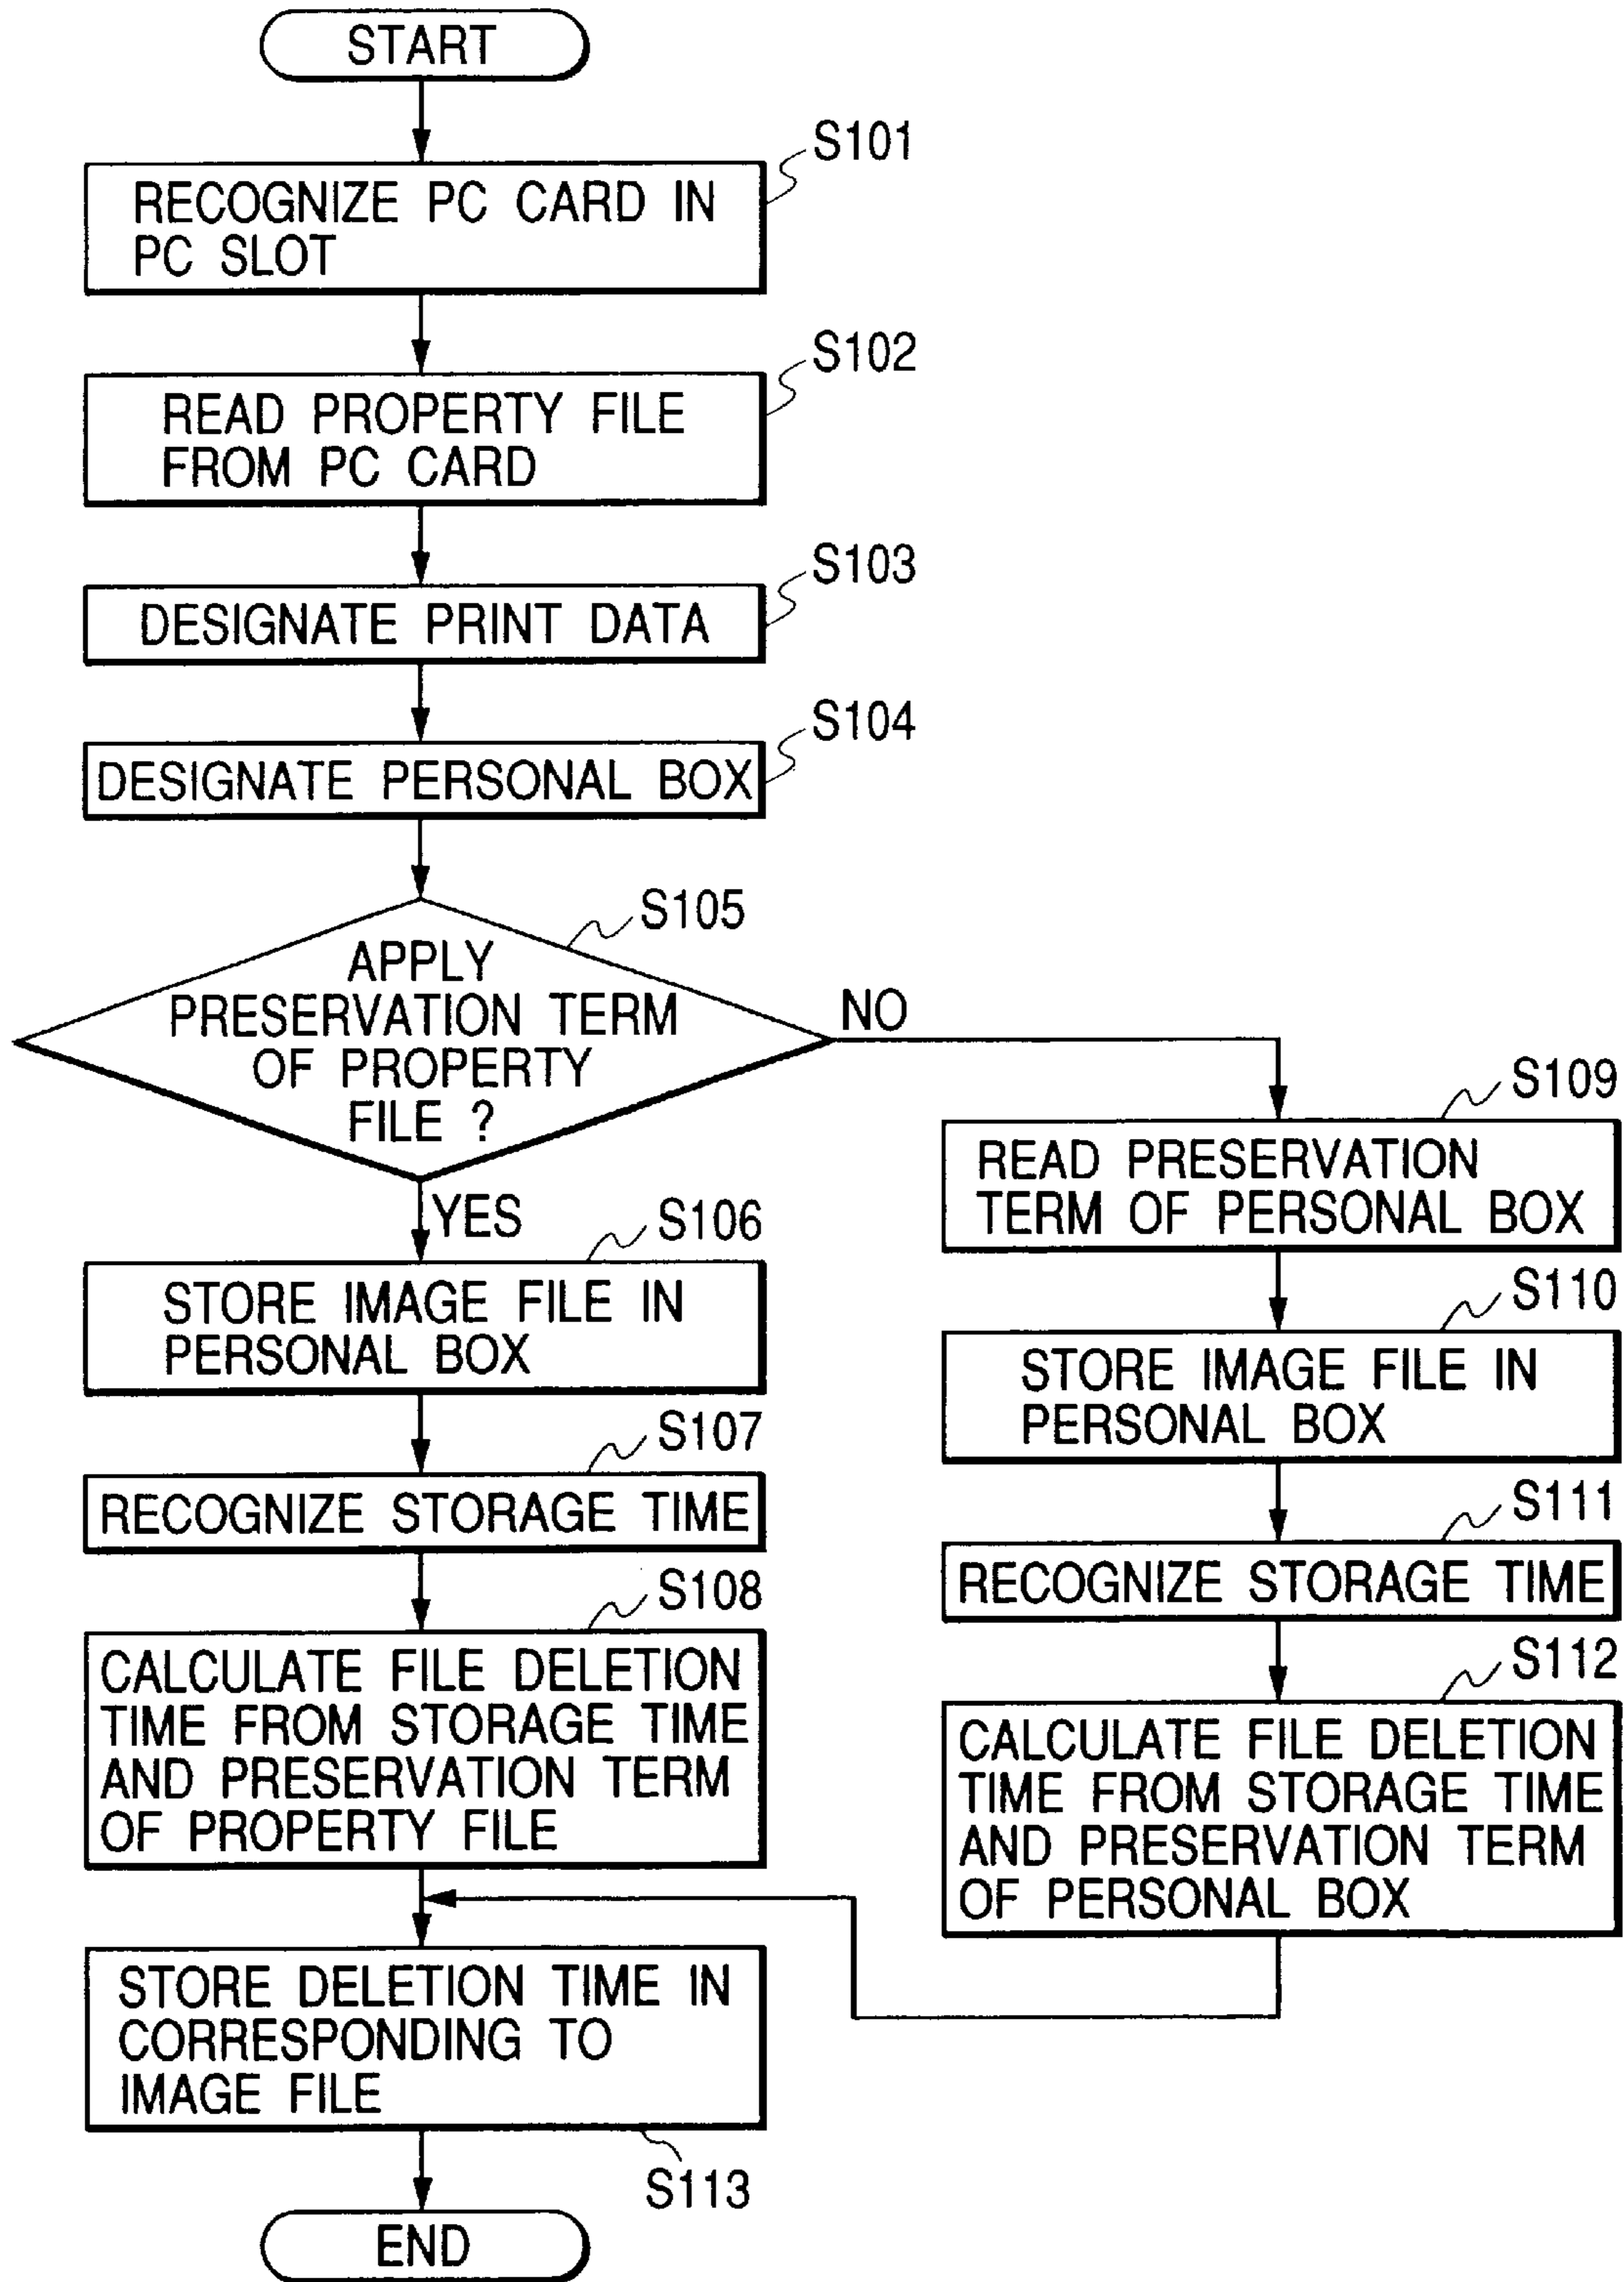 START
S101
RECOGNIZE PC CARD IN
PC SLOT
S102
READ PROPERTY FILE
FROM PC CARD
S103
DESIGNATE PRINT DATA
S104
DESIGNATE PERSONAL BOX
S105
APPLY
PRESERVATION TERM
OF PROPERTY
FILE ?
NO
YES
S106
STORE IMAGE FILE IN
PERSONAL BOX
S107
RECOGNIZE STORAGE TIME
S108
CALCULATE FILE DELETION
TIME FROM STORAGE TIME
AND PRESERVATION TERM
OF PROPERTY FILE
S109
READ PRESERVATION
TERM OF PERSONAL BOX
S110
STORE IMAGE FILE IN
PERSONAL BOX
S111
RECOGNIZE STORAGE TIME
S112
CALCULATE FILE DELETION
TIME FROM STORAGE TIME
AND PRESERVATION TERM
OF PERSONAL BOX
STORE DELETION TIME IN
CORRESPONDING TO
IMAGE FILE
S113
END